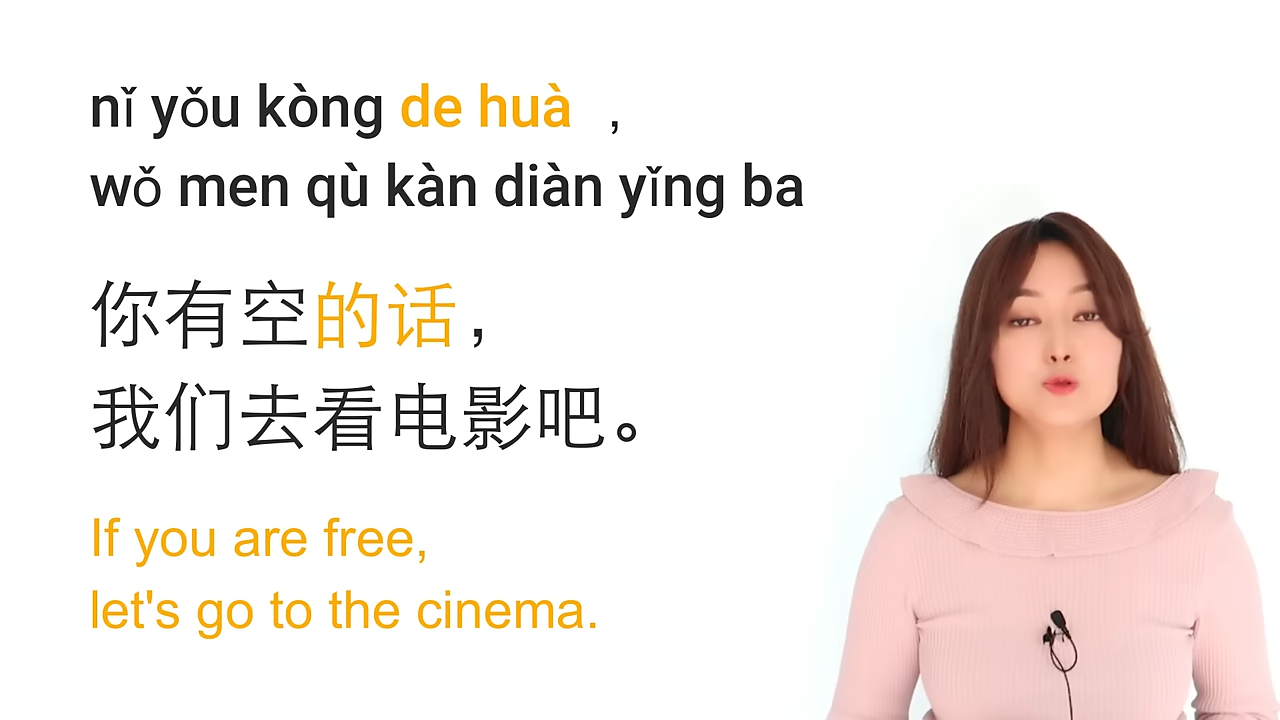 nǐ yǒu kòng de huà ，
wǒ men qù kàn diàn yǐng ba
你有空的话，
我们去看电影吧。
If you are free,
let's go to the cinema.